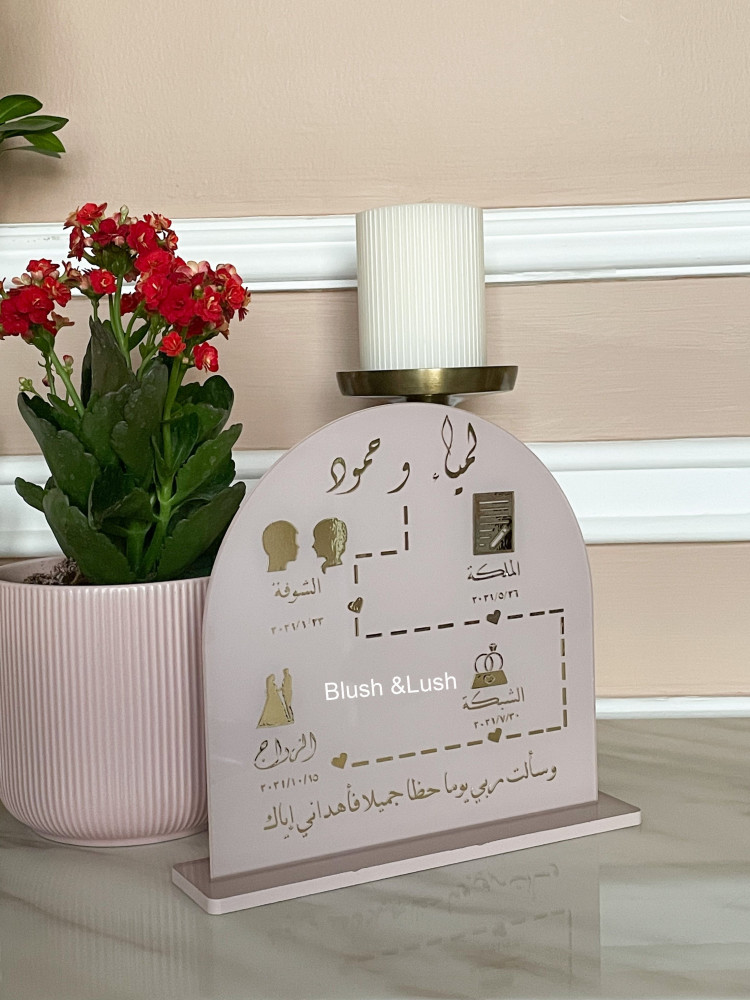 لمياء و حمود
الشوفة
٢٠٢١/١/٢٣
الملكة
٢٠٢١/٥/٢٦
الشبكة
٢٠٢١/٧/٣٠
الزواج
٢٠٢١/١٠/١٥
Blush &Lush
وسألت ربي يوما حظا جميلا فأهداني إياك